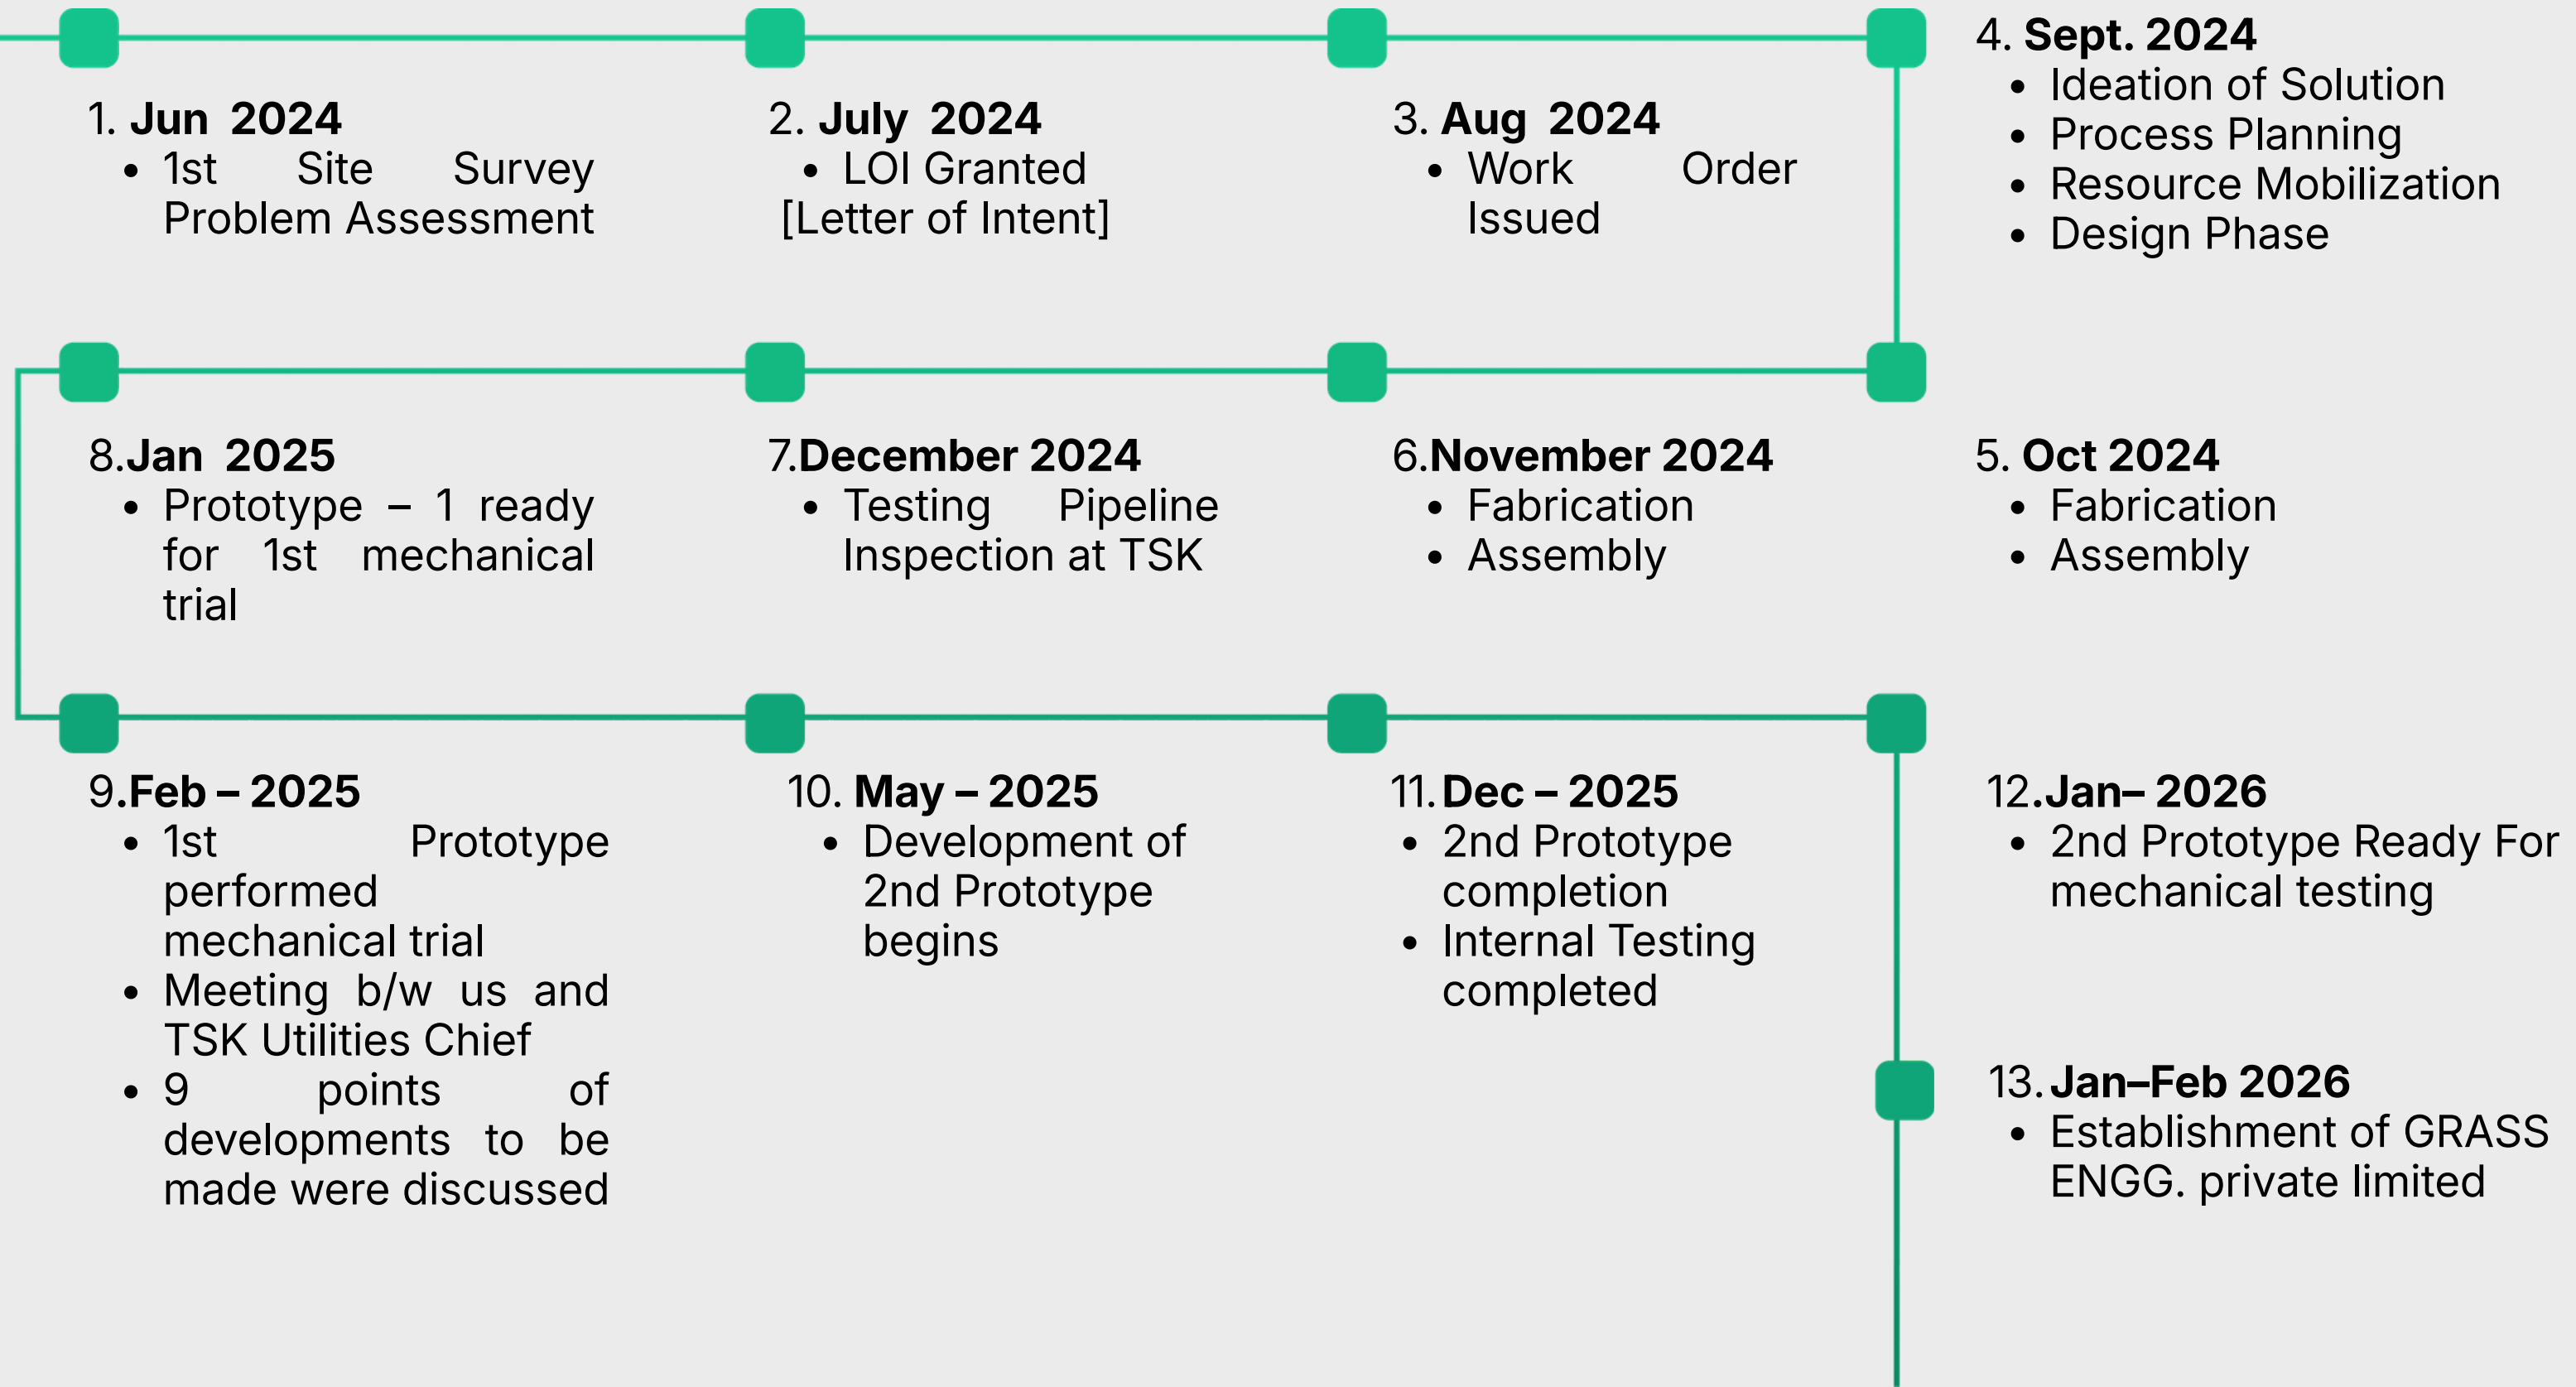 1. Jun 2024
• 1st Site Survey
Problem Assessment
2. July 2024
• LOI Granted
[Letter of Intent]
3. Aug 2024
• Work Order
Issued
4. Sept. 2024
• Ideation of Solution
• Process Planning
• Resource Mobilization
• Design Phase
5. Oct 2024
• Fabrication
• Assembly
6.November 2024
• Fabrication
• Assembly
7.December 2024
• Testing Pipeline
Inspection at TSK
8.Jan 2025
• Prototype – 1 ready
for 1st mechanical
trial
9.Feb – 2025
• 1st Prototype
performed
mechanical trial
• Meeting b/w us and
TSK Utilities Chief
• 9 points of
developments to be
made were discussed
10. May – 2025
• Development of
2nd Prototype
begins
11. Dec – 2025
• 2nd Prototype
completion
• Internal Testing
completed
12.Jan– 2026
• 2nd Prototype Ready For
mechanical testing
13. Jan–Feb 2026
• Establishment of GRASS
ENGG. private limited